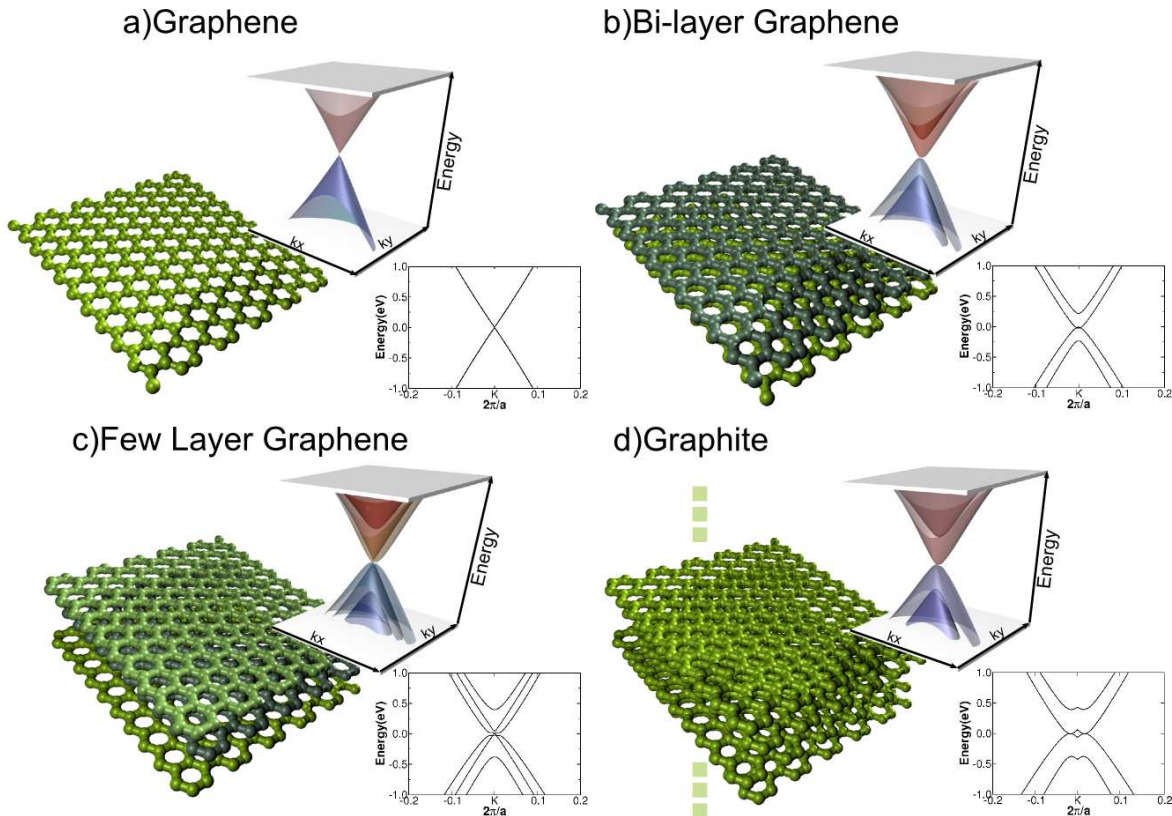 a)Graphene
Energy
kx
ky
Energy(eV)
1.0
0.5
0.0
-0.5
-1.0
-0.2 -0.1 K 0.1 0.2
2π/a
b)Bi-layer Graphene
Energy
kx
ky
Energy(eV)
1.0
0.5
0.0
-0.5
-1.0
-0.2 -0.1 K 0.1 0.2
2π/a
c)Few Layer Graphene
Energy
kx
ky
Energy(eV)
1.0
0.5
0.0
-0.5
-1.0
-0.2 -0.1 K 0.1 0.2
2π/a
d)Graphite
Energy
kx
ky
Energy(eV)
1.0
0.5
0.0
-0.5
-1.0
-0.2 -0.1 K 0.1 0.2
2π/a